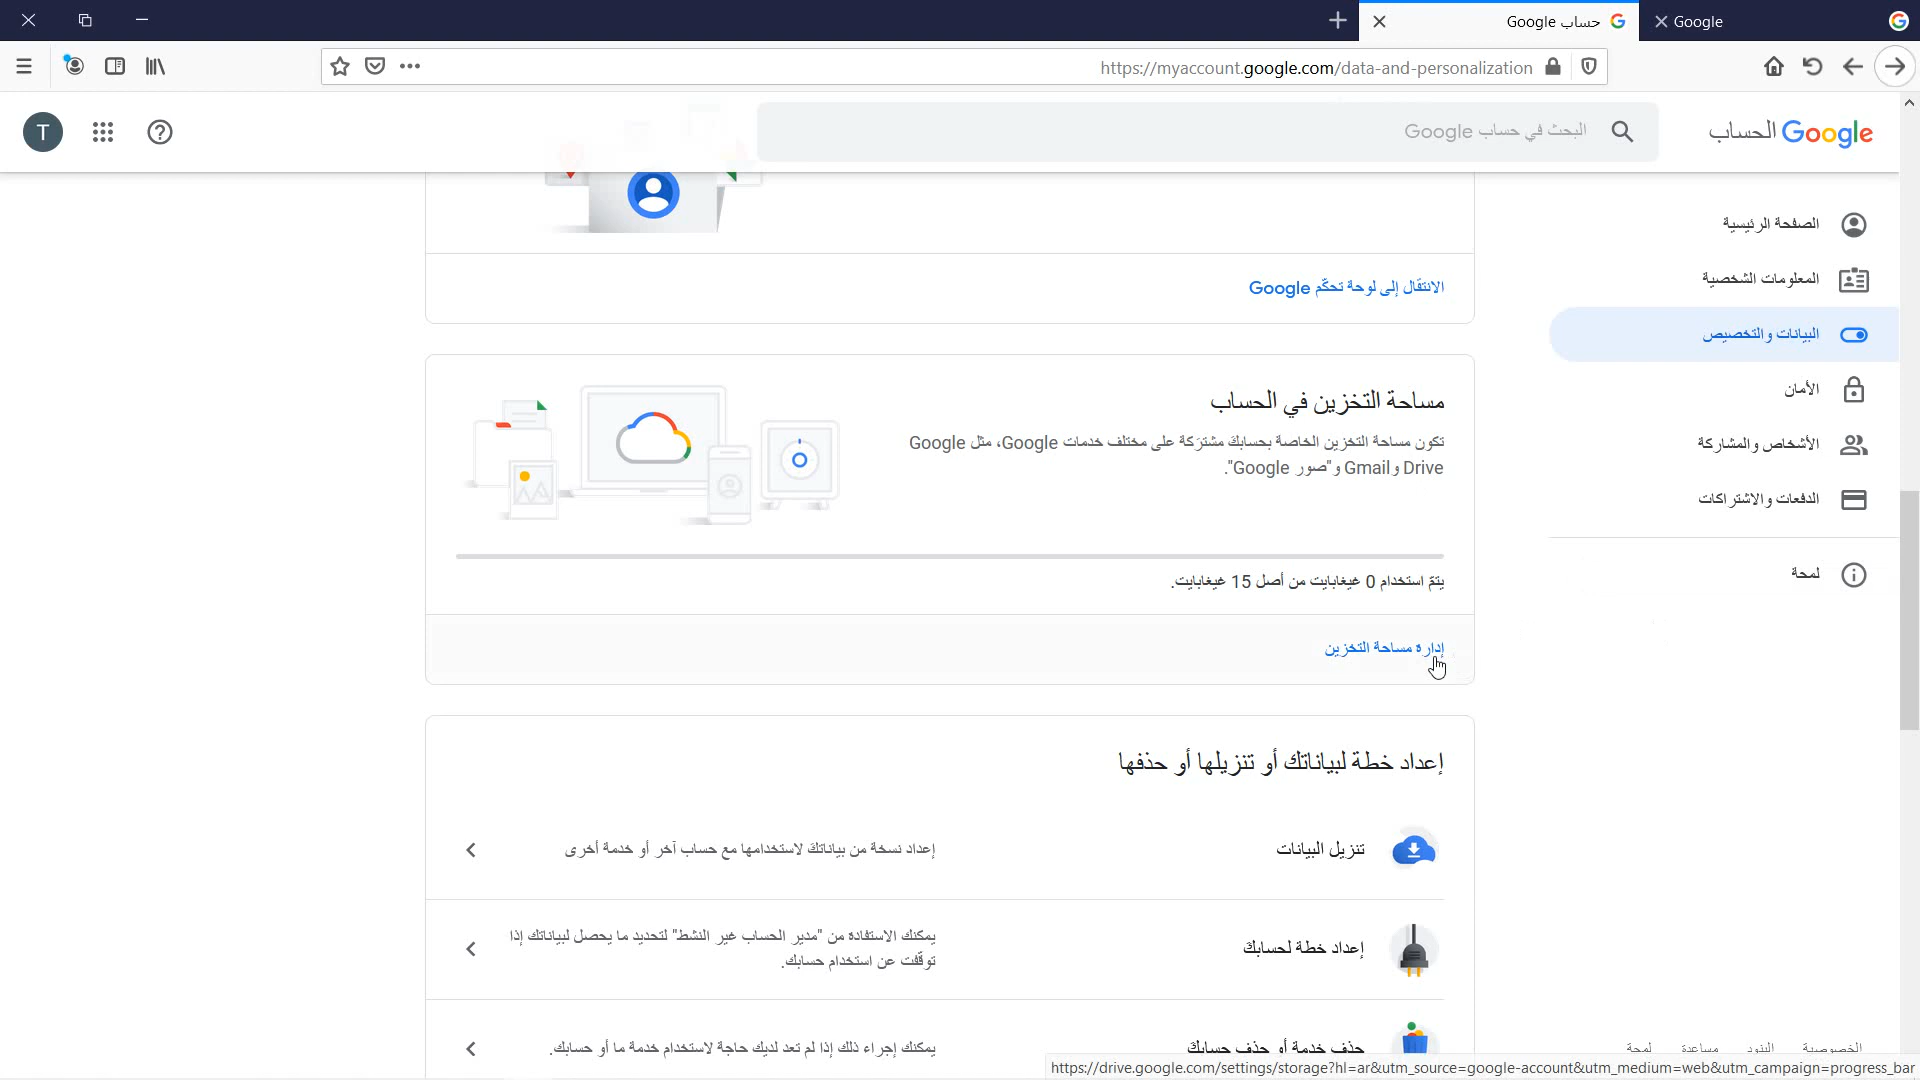 Google
حساب Google
https://myaccount.google.com/data-and-personalization
الحساب Google
البحث في حساب Google
T
الصفحة الرئيسية
المعلومات الشخصية
البيانات والتخصيص
الأمان
الأشخاص والمشاركة
الدفعات والاشتراكات
لمحة
الانتقال إلى لوحة تحكّم Google
مساحة التخزين في الحساب
تكون مساحة التخزين الخاصة بحسابك مشتركة على مختلف خدمات Google، مثل Google
Drive و Gmail و"صور Google".
يتمّ استخدام 0 غيغابايت من أصل 15 غيغابايت.
إدارة مساحة التخزين
إعداد خطة لبياناتك أو تنزيلها أو حذفها
تنزيل البيانات
إعداد نسخة من بياناتك لاستخدامها مع حساب آخر أو خدمة أخرى
إعداد خطة لحسابك
يمكنك الاستفادة من "مدير الحساب غير النشط" لتحديد ما يحصل لبياناتك إذا
توقّفت عن استخدام حسابك.
حذف خدمة أو حذف حسابك
يمكنك إجراء ذلك إذا لم تعد لديك حاجة لاستخدام خدمة ما أو حسابك.
الخصوصية البنود مساعدة لمحة
https://drive.google.com/settings/storage?hl=ar&utm_source=google-account&utm_medium=web&utm_campaign=progress_bar